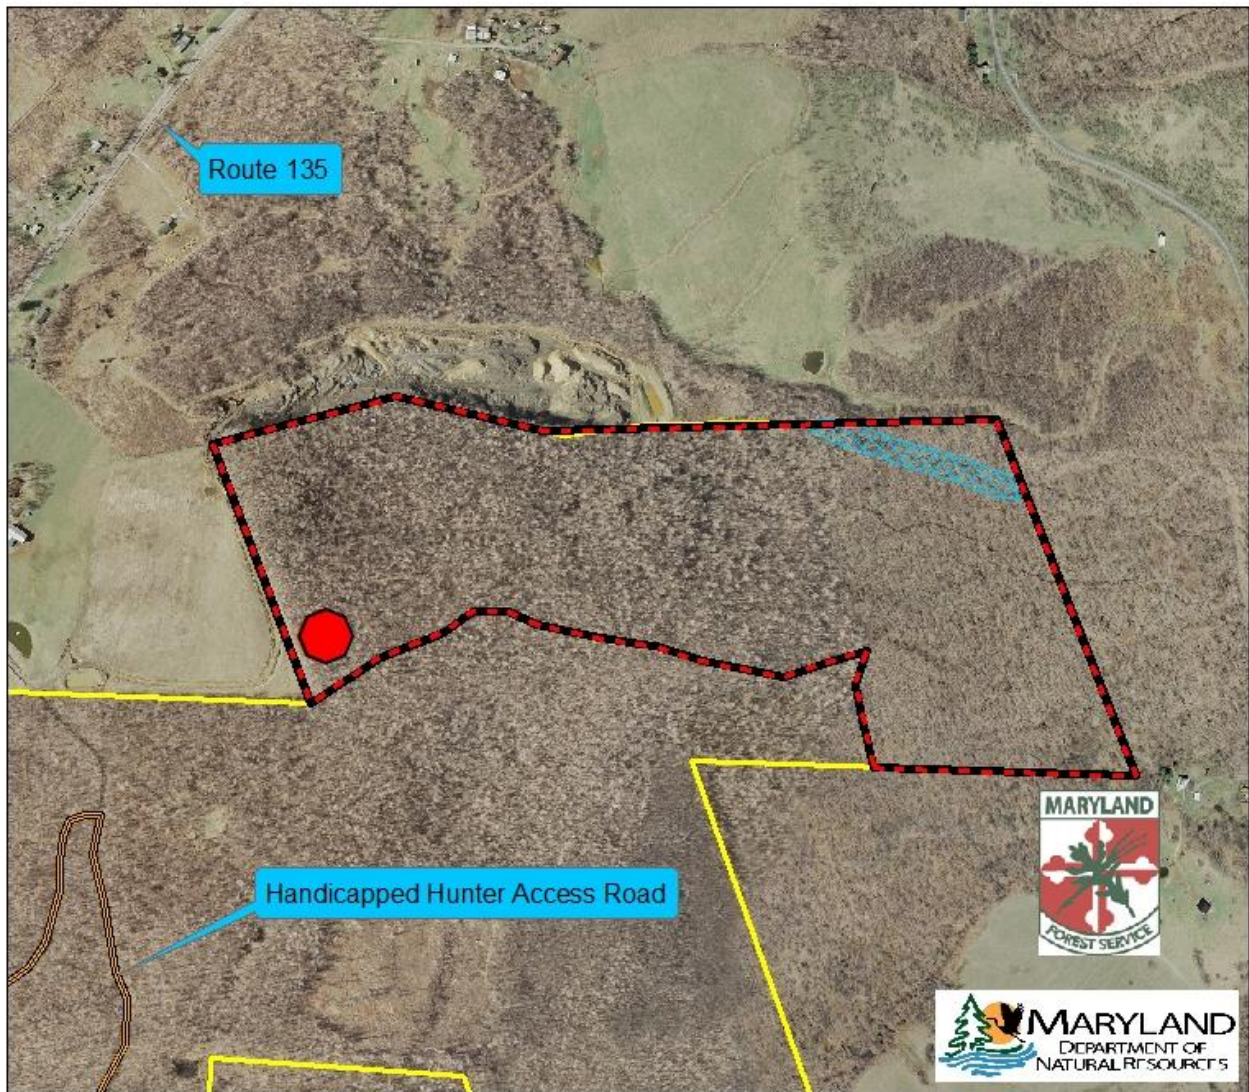 Route 135
Handicapped Hunter Access Road
MARYLAND
FOREST SERVICE
MARYLAND
DEPARTMENT OF
NATURAL RESOURCES